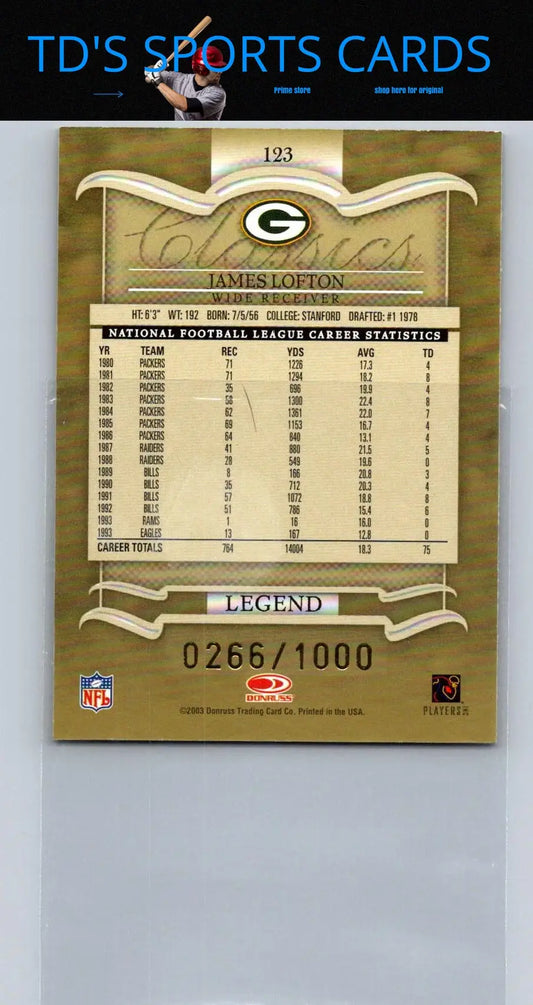 TD'S SPORTS CARDS
Prime store
shop hero for original
123
G
Classics
JAMES LOFTON
WIDE RECEIVER
HT: 6'3" WT: 192 BORN: 7/5/56 COLLEGE: STANFORD DRAFTED: #1 1978
NATIONAL FOOTBALL LEAGUE CAREER STATISTICS
YR TEAM REC YDS AVG TD
1980 PACKERS 71 1226 17.3 4
1981 PACKERS 71 1294 18.2 8
1982 PACKERS 35 696 19.9 4
1983 PACKERS 58 1300 22.4 8
1984 PACKERS 62 1361 22.0 7
1985 PACKERS 69 1153 16.7 4
1986 PACKERS 64 840 13.1 4
1987 RAIDERS 41 880 21.5 5
1988 RAIDERS 28 549 19.6 0
1989 BILLS 8 166 20.8 3
1990 BILLS 35 712 20.3 4
1991 BILLS 57 1072 18.8 8
1992 BILLS 51 786 15.4 6
1993 RAMS 1 16 16.0 0
1993 EAGLES 13 167 12.8 0
CAREER TOTALS 764 14004 18.3 75
LEGEND
0266/1000
NFL
DONRUSS
©2003 Donruss Trading Card Co. Printed in the USA.
PLAYERS INC